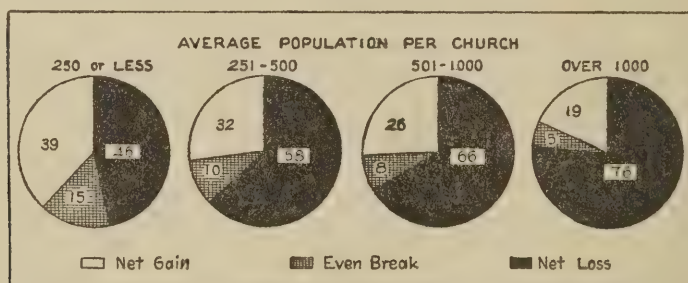 AVERAGE POPULATION PER CHURCH
250 OR LESS 251-500 501-1000 OVER 1000
39 46 15
32 58 10
26 66 8
19 76 5
Net Gain Even Break Net Loss